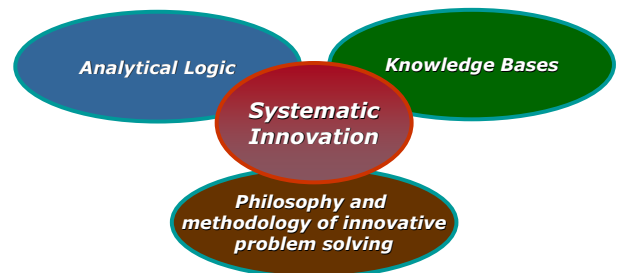 Analytical Logic
Knowledge Bases
Systematic
Innovation
Philosophy and
methodology of innovative
problem solving